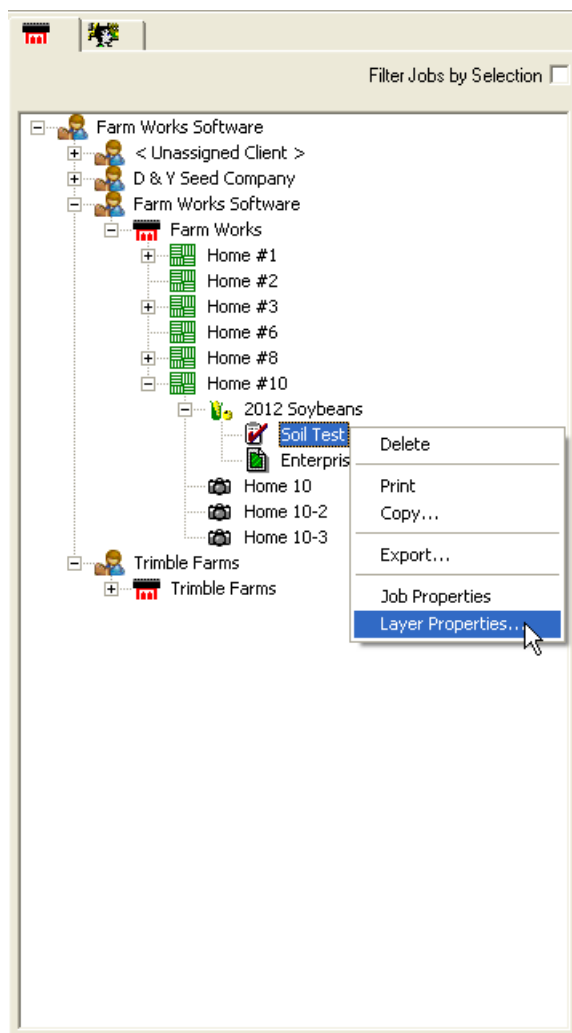 Filter Jobs by Selection
Farm Works Software
< Unassigned Client >
D & Y Seed Company
Farm Works Software
Farm Works
Home #1
Home #2
Home #3
Home #6
Home #8
Home #10
2012 Soybeans
Soil Test
Enterpris
Home 10
Home 10-2
Home 10-3
Trimble Farms
Trimble Farms
Delete
Print
Copy...
Export...
Job Properties
Layer Properties...